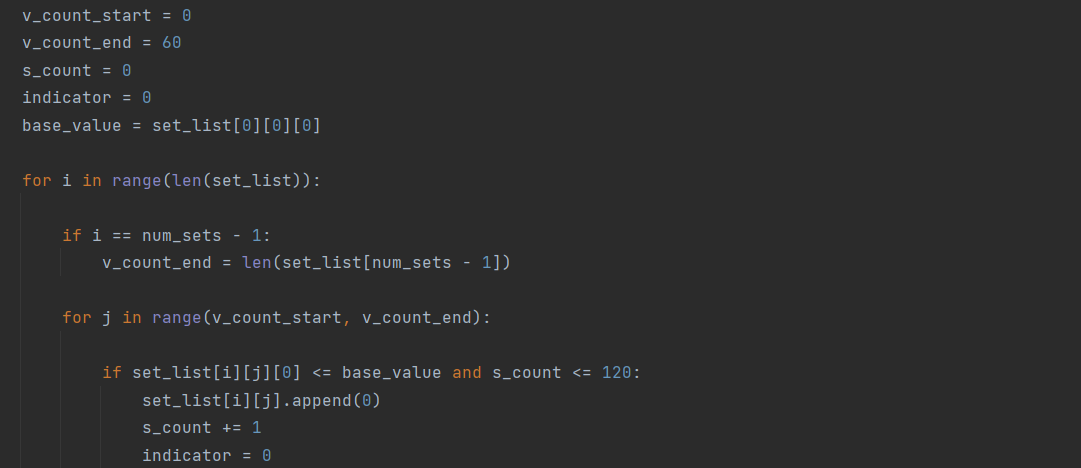 v_count_start = 0
v_count_end = 60
s_count = 0
indicator = 0
base_value = set_list[0][0][0]
for i in range(len(set_list)):
    if i == num_sets - 1:
        v_count_end = len(set_list[num_sets - 1])
    for j in range(v_count_start, v_count_end):
        if set_list[i][j][0] <= base_value and s_count <= 120:
            set_list[i][j].append(0)
            s_count += 1
            indicator = 0